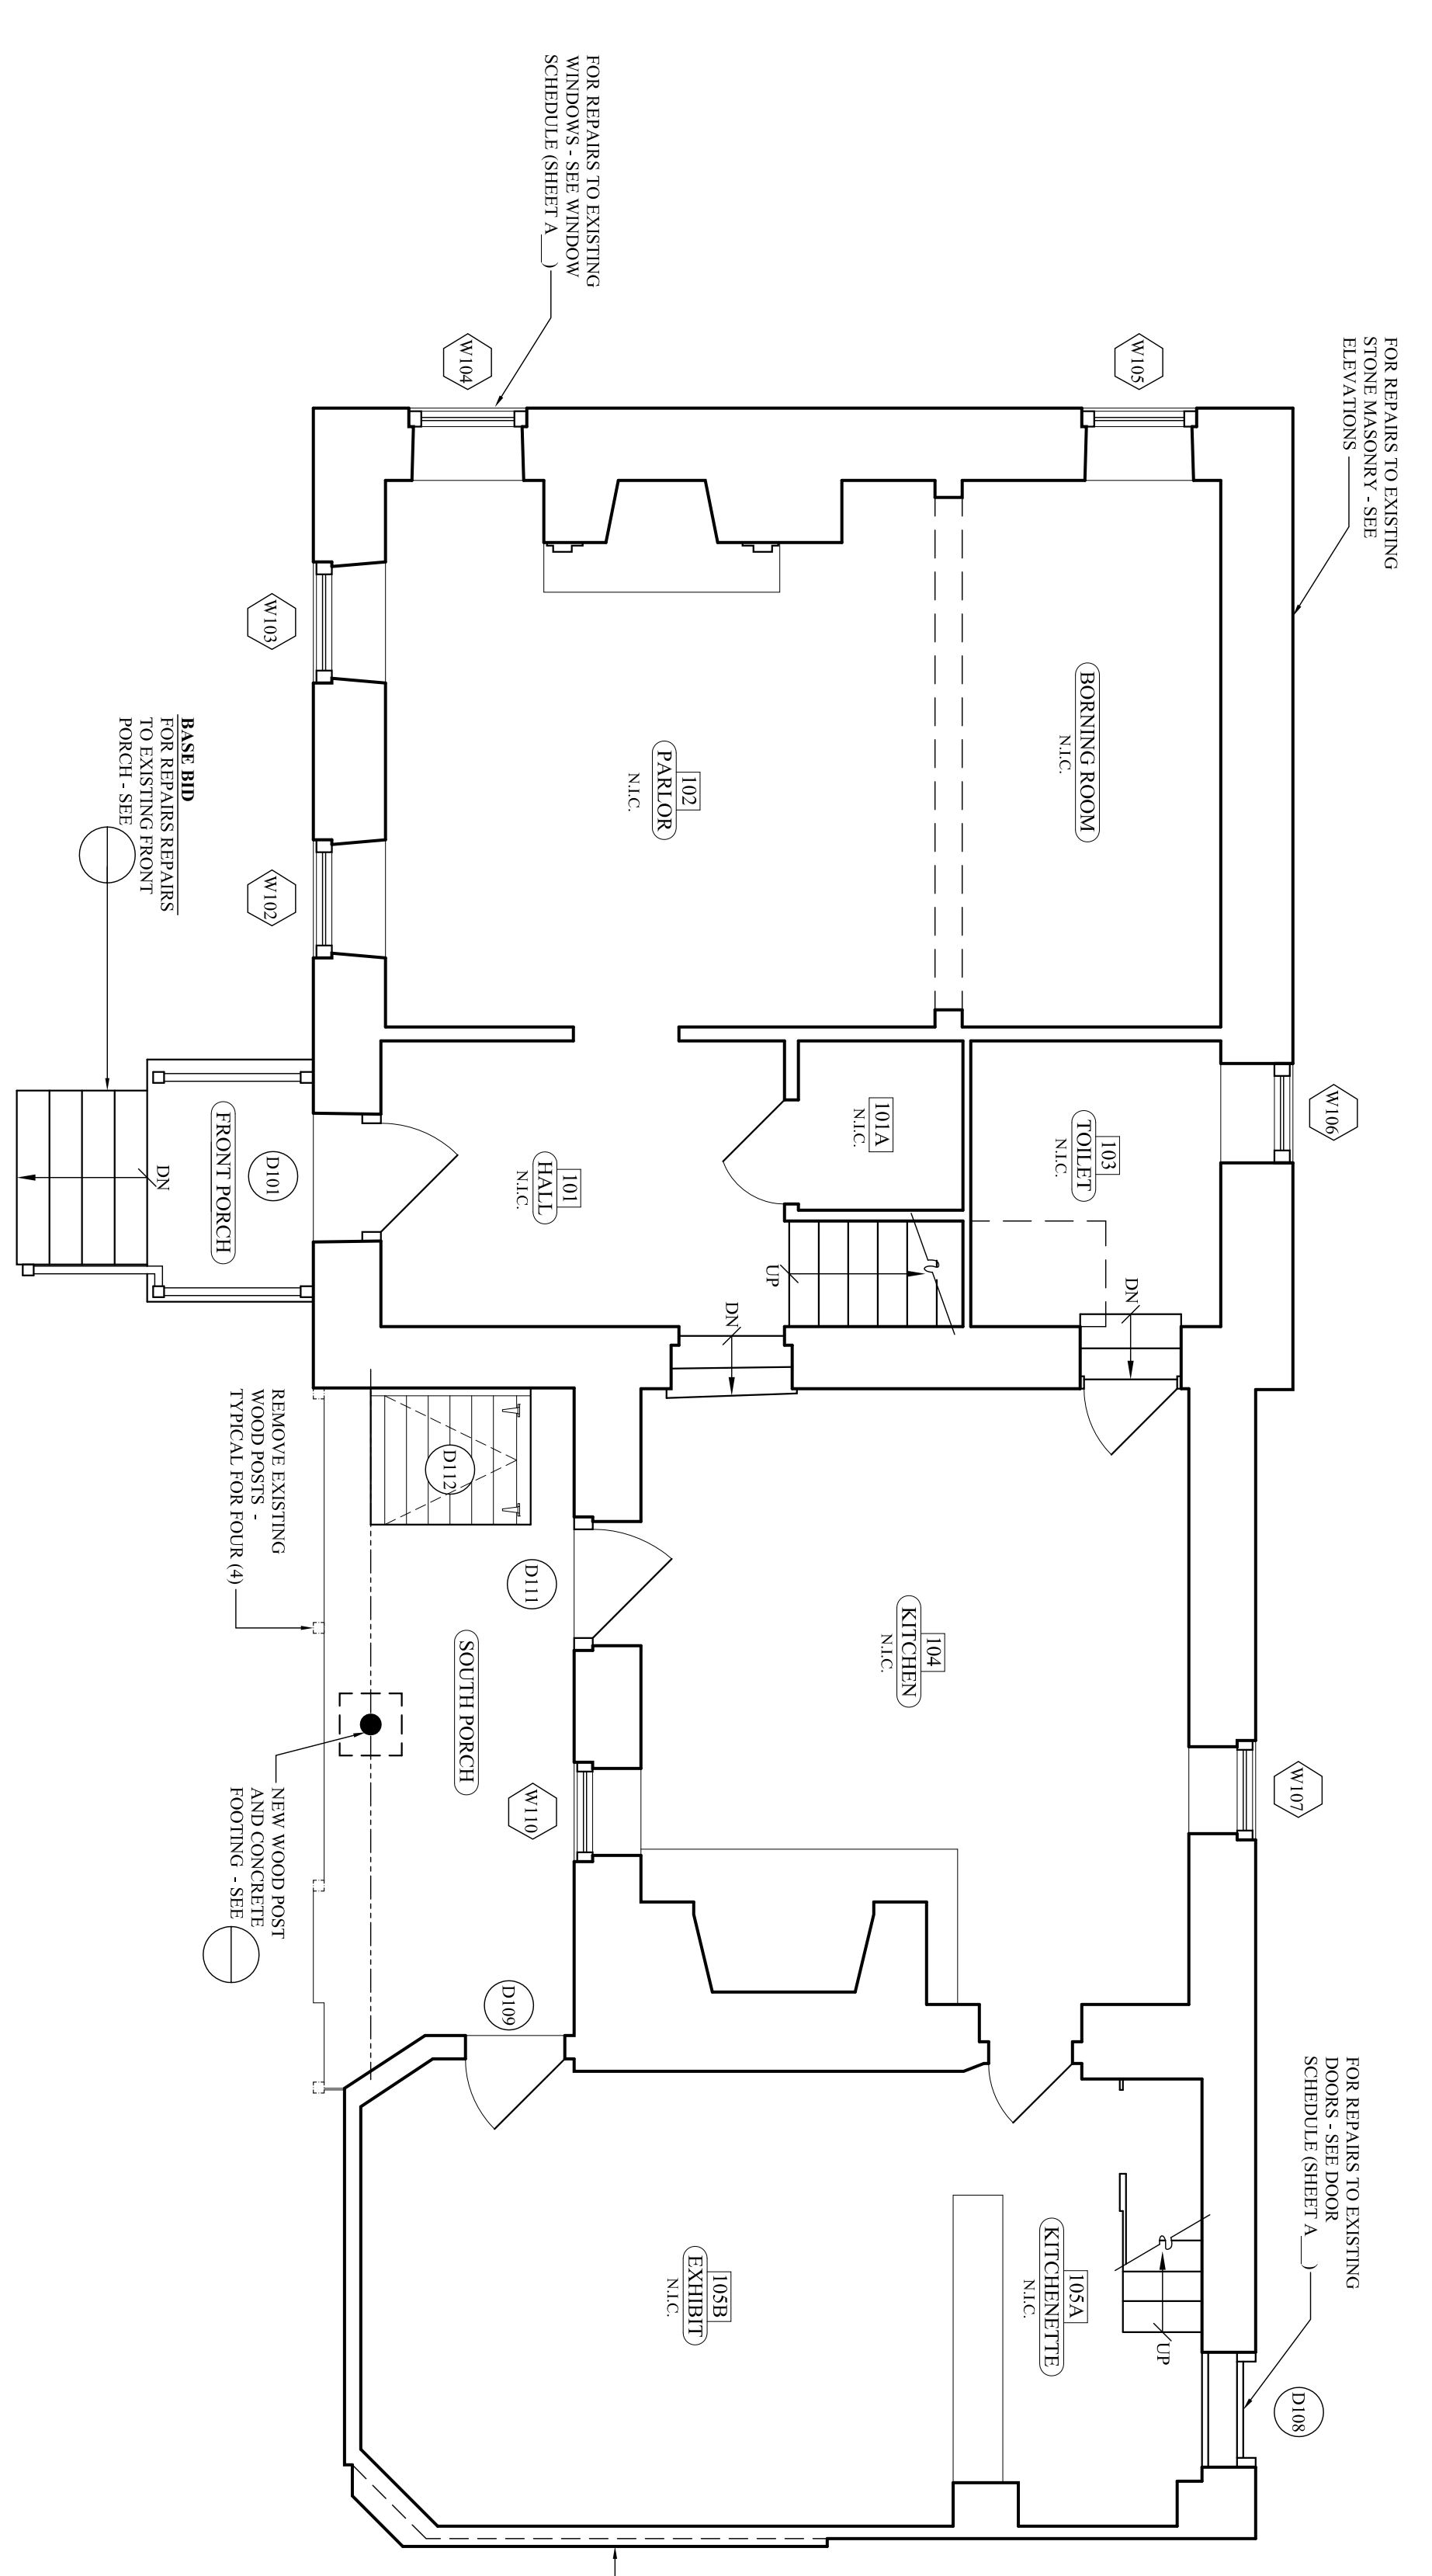 FOR REPAIRS TO EXISTING
STONE MASONRY - SEE
ELEVATIONS
FOR REPAIRS TO EXISTING
DOORS - SEE DOOR
SCHEDULE (SHEET A __)
W106
W107
D108
W105
BORNING ROOM
N.I.C.
103
TOILET
N.I.C.
DN
105A
KITCHENETTE
N.I.C.
UP
101A
N.I.C.
104
KITCHEN
N.I.C.
UP
DN
102
PARLOR
N.I.C.
105B
EXHIBIT
N.I.C.
FOR REPAIRS TO EXISTING
WINDOWS - SEE WINDOW
SCHEDULE (SHEET A __)
W104
101
HALL
N.I.C.
D111
W110
D109
D112
SOUTH PORCH
W103
W102
D101
FRONT PORCH
DN
REMOVE EXISTING
WOOD POSTS -
TYPICAL FOR FOUR (4)
NEW WOOD POST
AND CONCRETE
FOOTING - SEE
BASE BID
FOR REPAIRS REPAIRS
TO EXISTING FRONT
PORCH - SEE